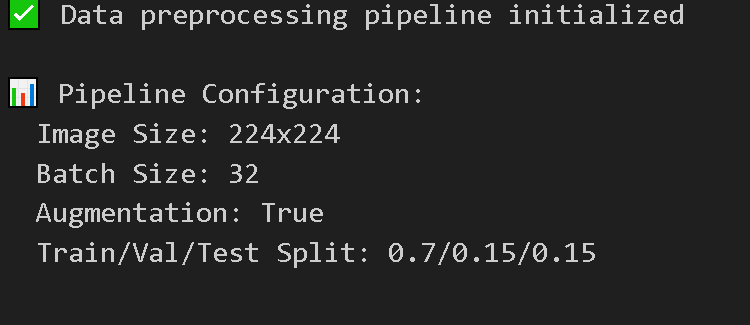 ✅ Data preprocessing pipeline initialized
📊 Pipeline Configuration:
Image Size: 224x224
Batch Size: 32
Augmentation: True
Train/Val/Test Split: 0.7/0.15/0.15